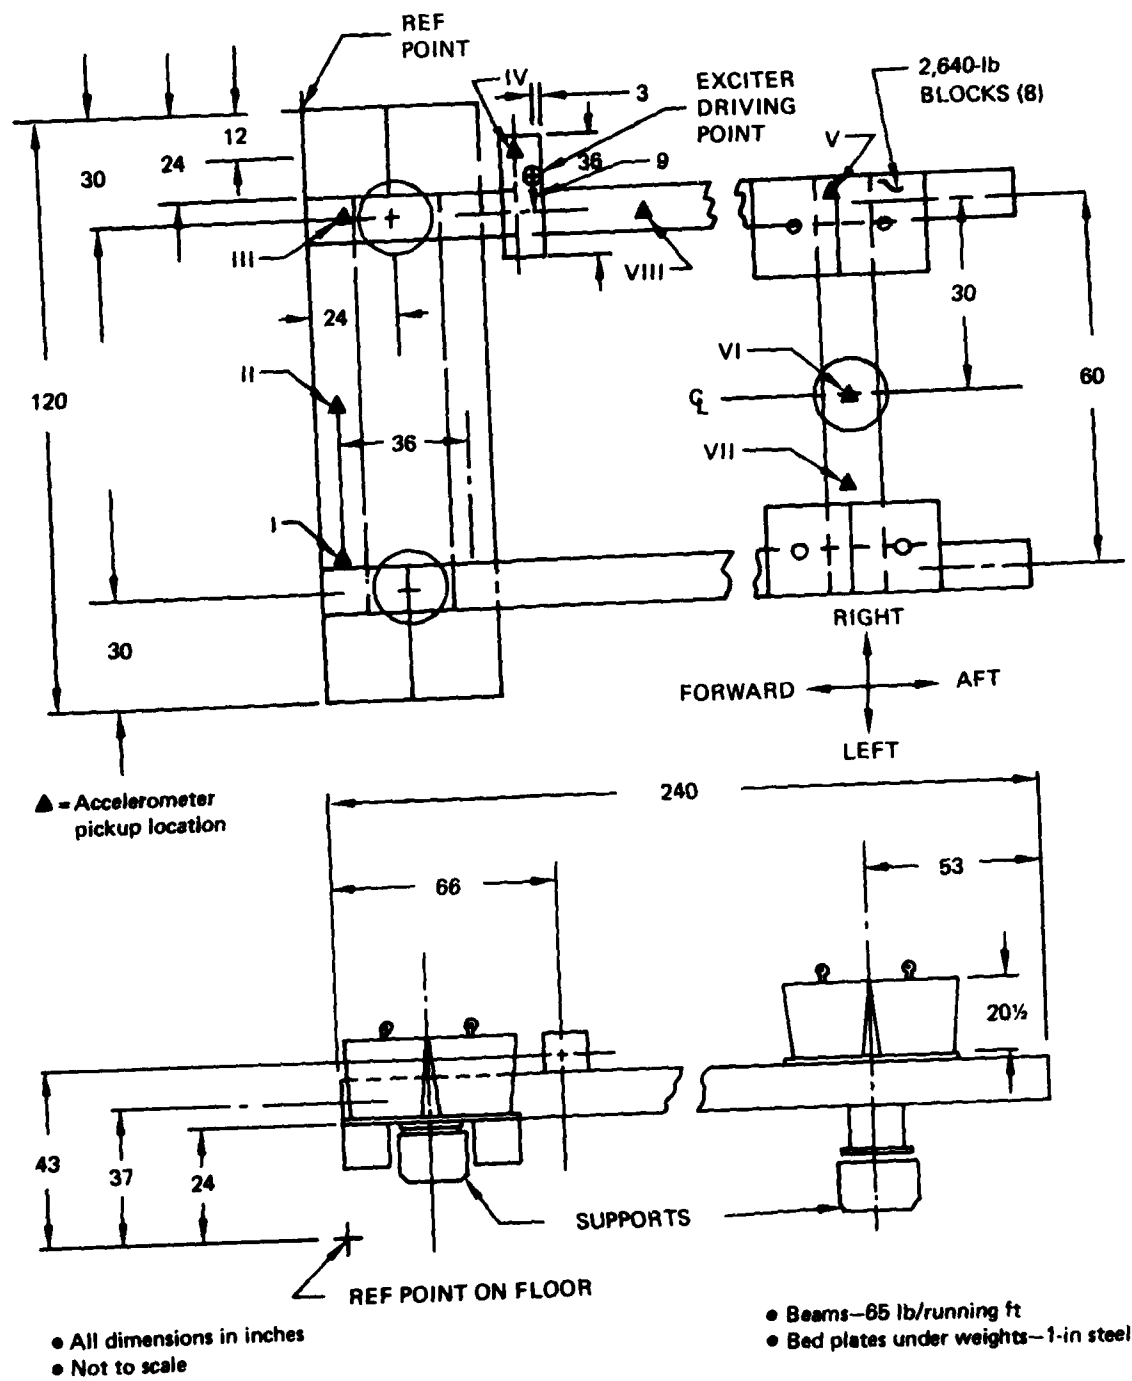 REF
POINT
IV
3
EXCITER
DRIVING
POINT
2,640-lb
BLOCKS (8)
V
12
24
30
36
9
III
VIII
24
30
II
VI
120
60
36
℄
VII
I
30
RIGHT
FORWARD
AFT
LEFT
▲ = Accelerometer
pickup location
240
66
53
20½
43
37
24
SUPPORTS
REF POINT ON FLOOR
● All dimensions in inches
● Not to scale
● Beams—65 lb/running ft
● Bed plates under weights—1-in steel